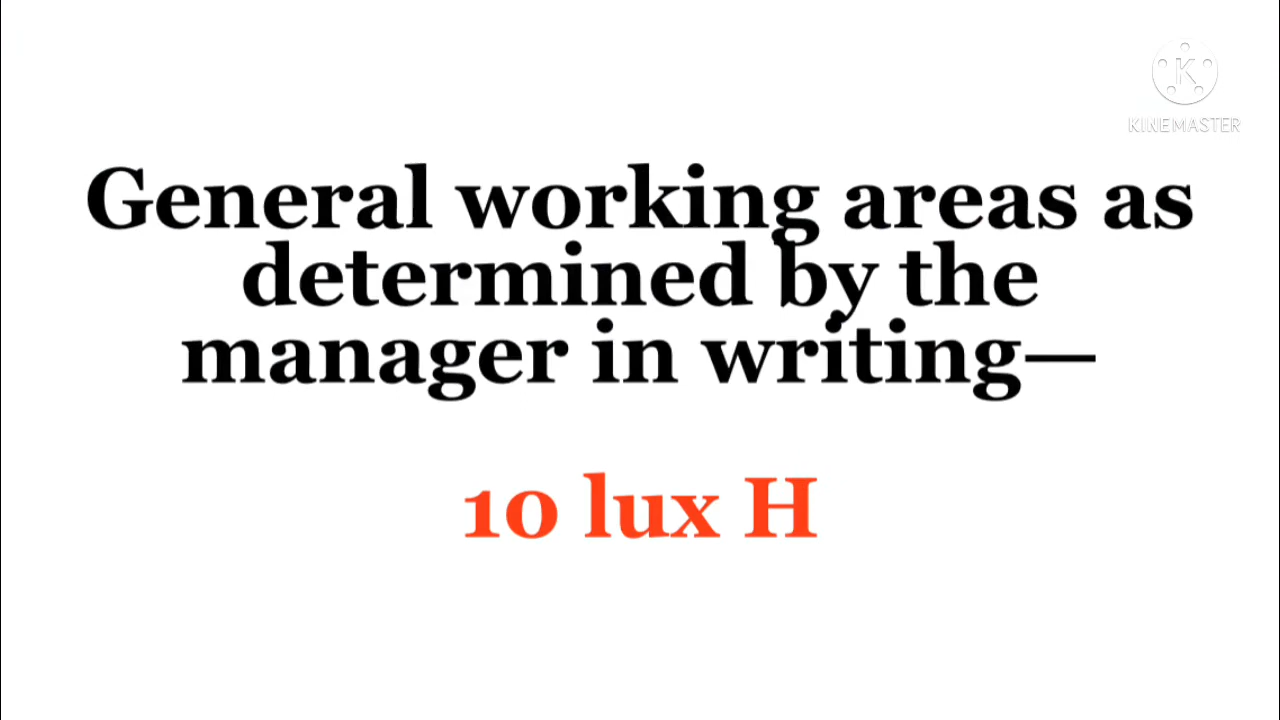 K
KINEMASTER
General working areas as
determined by the
manager in writing—
10 lux H